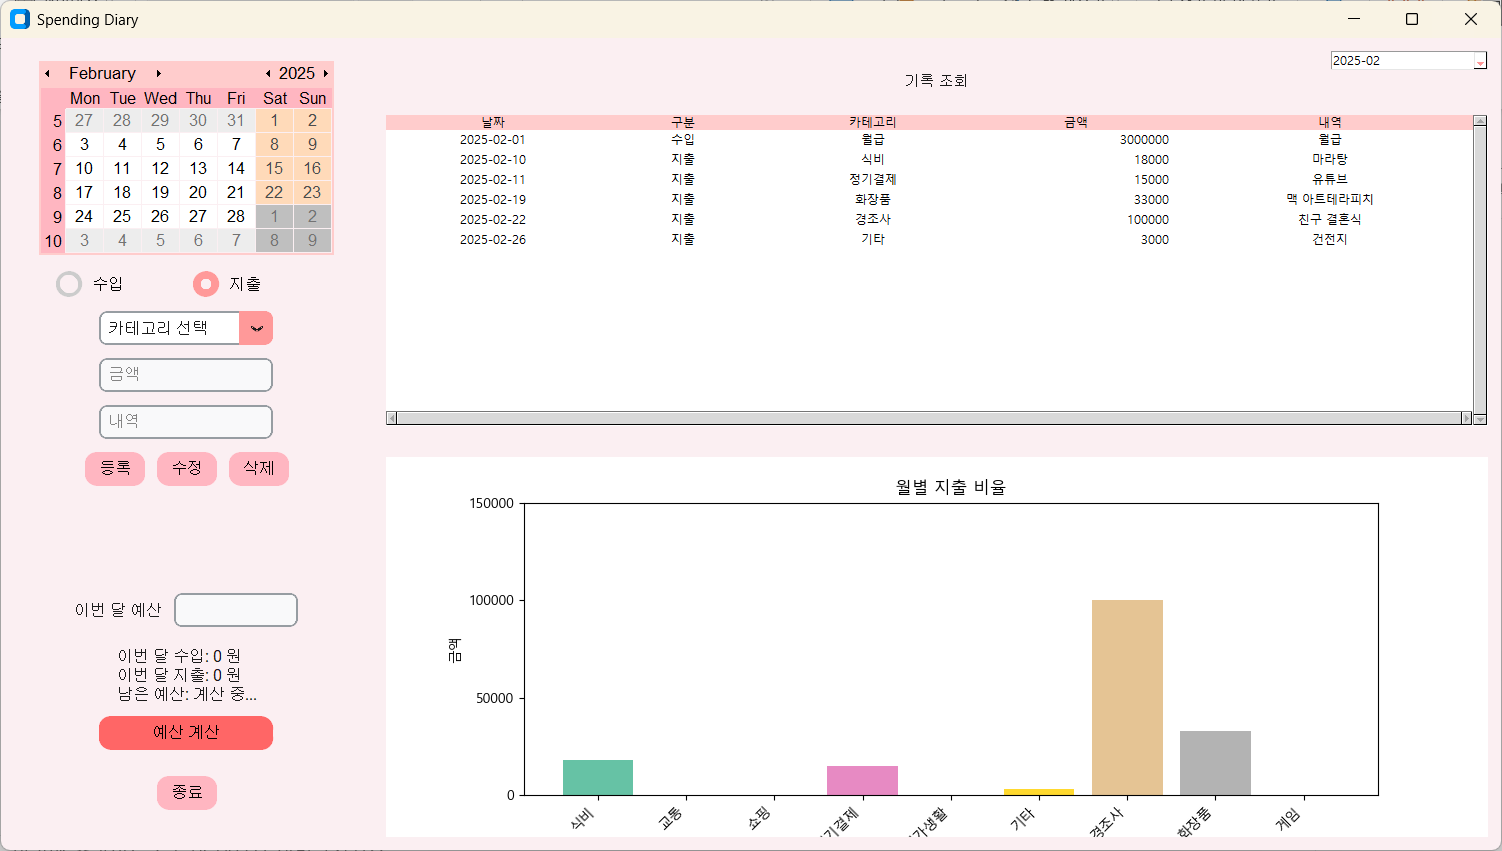 Spending Diary
February 2025
Mon Tue Wed Thu Fri Sat Sun
5 27 28 29 30 31 1 2
6 3 4 5 6 7 8 9
7 10 11 12 13 14 15 16
8 17 18 19 20 21 22 23
9 24 25 26 27 28 1 2
10 3 4 5 6 7 8 9
수입 지출
카테고리 선택
금액
내역
등록 수정 삭제
이번 달 예산
이번 달 수입: 0 원
이번 달 지출: 0 원
남은 예산: 계산 중...
예산 계산
종료
2025-02
기록 조회
날짜 구분 카테고리 금액 내역
2025-02-01 수입 월급 3000000 월급
2025-02-10 지출 식비 18000 마라탕
2025-02-11 지출 정기결제 15000 유튜브
2025-02-19 지출 화장품 33000 맥 아트테라피치
2025-02-22 지출 경조사 100000 친구 결혼식
2025-02-26 지출 기타 3000 건전지
월별 지출 비율
150000
100000
50000
0
금액
식비 교통 쇼핑 기결제 가생활 기타 경조사 화장품 게임